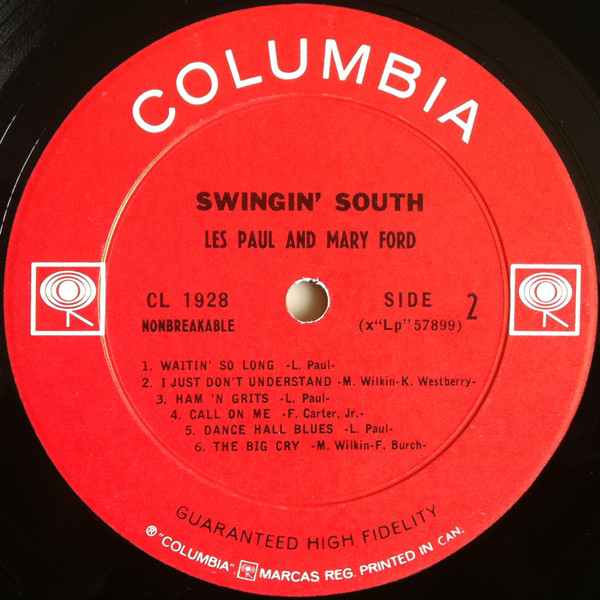 COLUMBIA
SWINGIN' SOUTH
LES PAUL AND MARY FORD
CL 1928
NONBREAKABLE
SIDE 2
(x"Lp" 57899)
1. WAITIN' SO LONG -L. Paul-
2. I JUST DON'T UNDERSTAND -M. Wilkin-K. Westberry-
3. HAM 'N GRITS -L. Paul-
4. CALL ON ME -F. Carter, Jr.-
5. DANCE HALL BLUES -L. Paul-
6. THE BIG CRY -M. Wilkin-F. Burch-
GUARANTEED HIGH FIDELITY
® "COLUMBIA", MARCAS REG. PRINTED IN CAN.